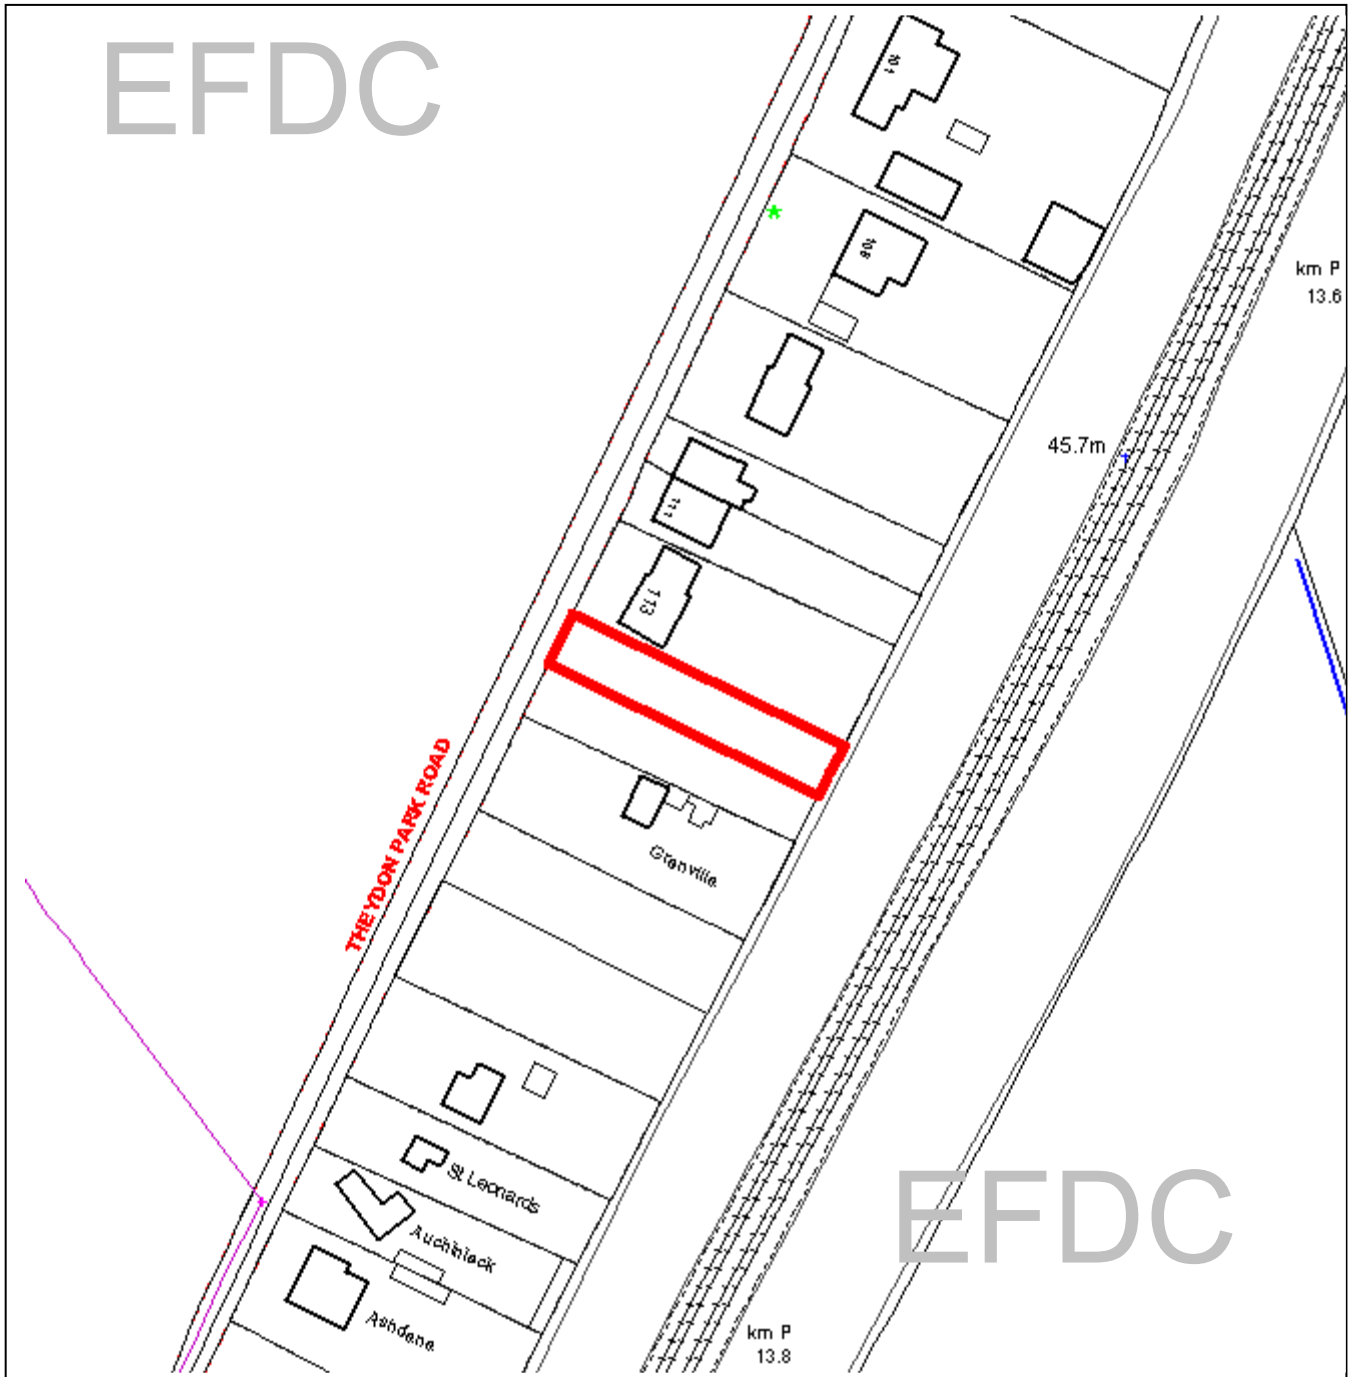 EFDC
101
km P
13.6
45.7m
111
113
THEYDON PARK ROAD
Grenville
St Leonards
EFDC
Auchinleck
Ashdene
km P
13.8